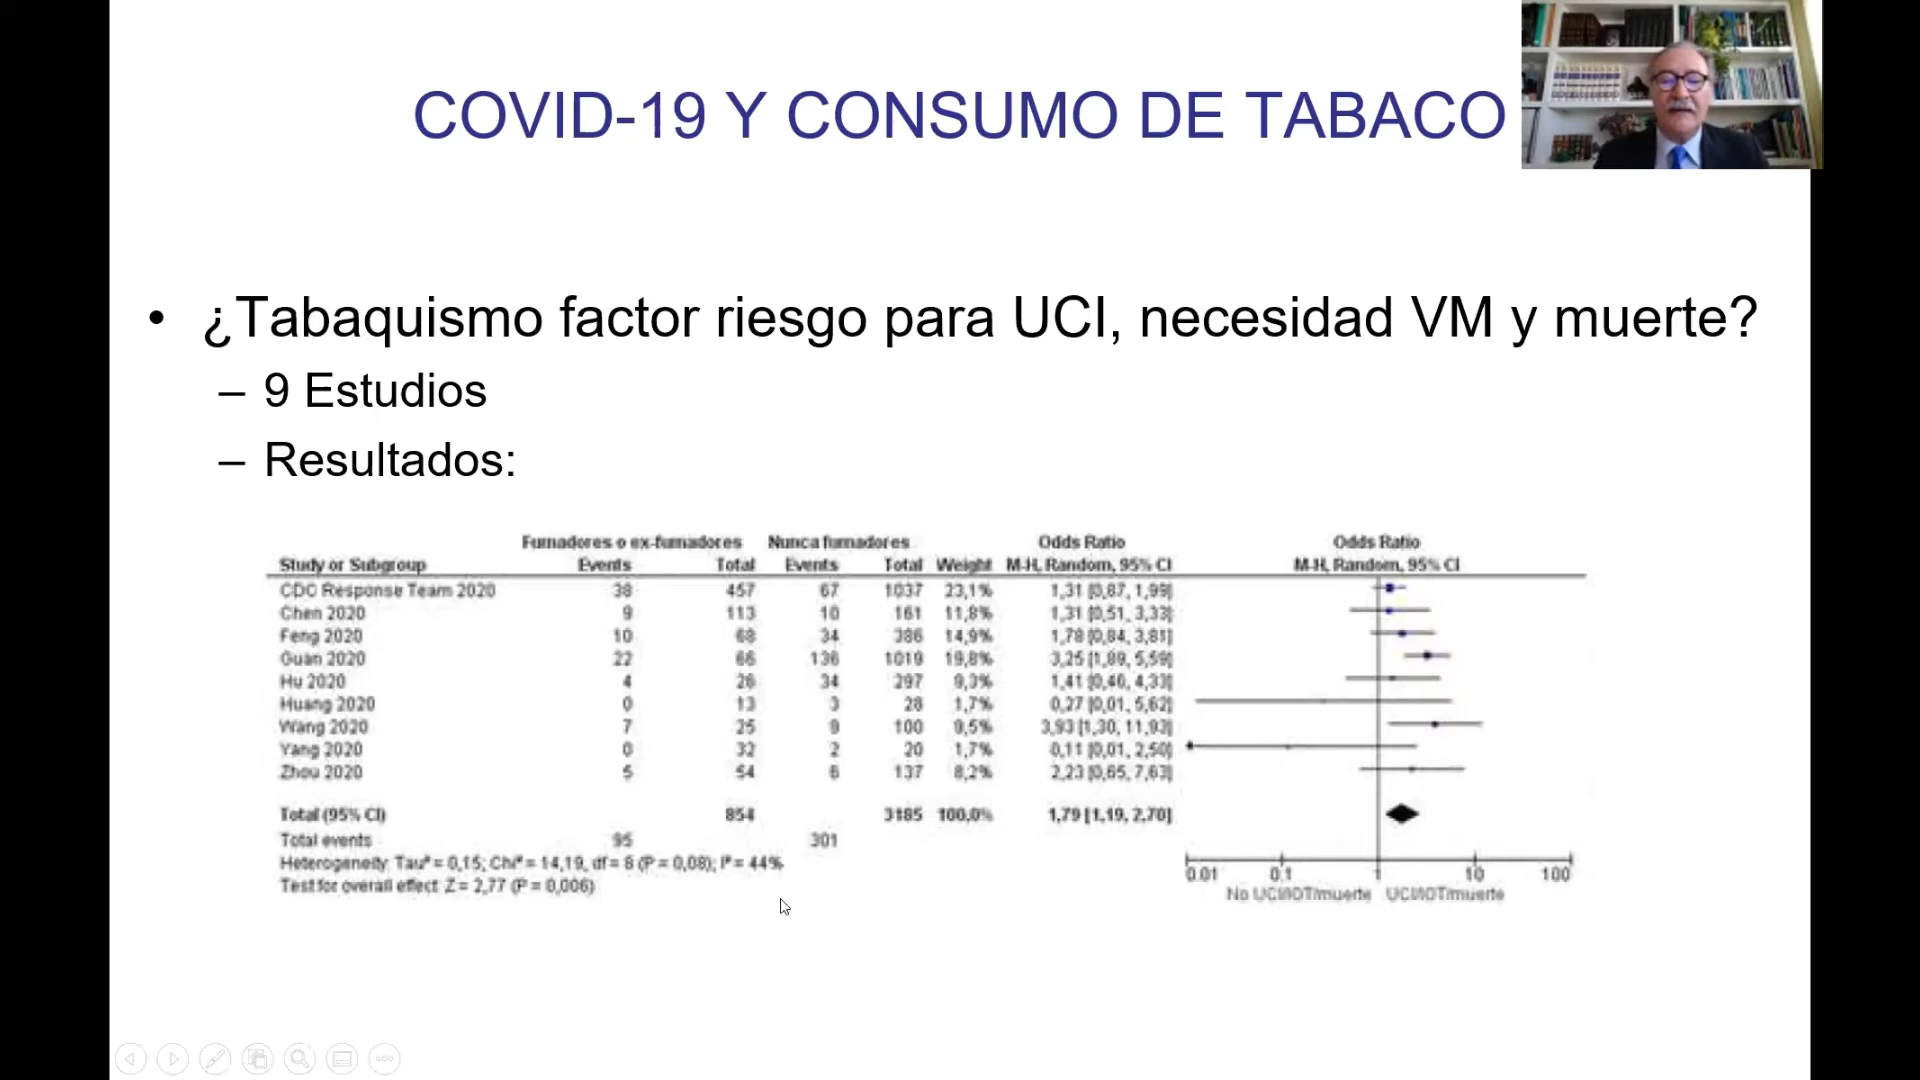 COVID-19 Y CONSUMO DE TABACO
• ¿Tabaquismo factor riesgo para UCI, necesidad VM y muerte?
– 9 Estudios
– Resultados:
Fumadores o ex-fumadores Nunca fumadores Odds Ratio Odds Ratio
Study or Subgroup Events Total Events Total Weight M-H, Random, 95% CI M-H, Random, 95% CI
CDC Response Team 2020 38 457 67 1037 23,1% 1,31 [0,87, 1,99]
Chen 2020 9 113 10 161 11,8% 1,31 [0,51, 3,33]
Feng 2020 10 68 34 386 14,9% 1,78 [0,84, 3,81]
Guan 2020 22 66 136 1019 19,8% 3,25 [1,89, 5,59]
Hu 2020 4 26 34 297 9,3% 1,41 [0,46, 4,33]
Huang 2020 0 13 3 28 1,7% 0,27 [0,01, 5,62]
Wang 2020 7 25 9 100 9,5% 3,93 [1,30, 11,93]
Yang 2020 0 32 2 20 1,7% 0,11 [0,01, 2,50]
Zhou 2020 5 54 6 137 8,2% 2,23 [0,65, 7,63]
Total (95% CI) 854 3185 100,0% 1,79 [1,19, 2,70]
Total events 95 301
Heterogeneity: Tau² = 0,15; Chi² = 14,19, df = 8 (P = 0,08); I² = 44%
Test for overall effect: Z = 2,77 (P = 0,006)
0.01 0,1 1 10 100
No UCI/IOT/muerte UCI/IOT/muerte